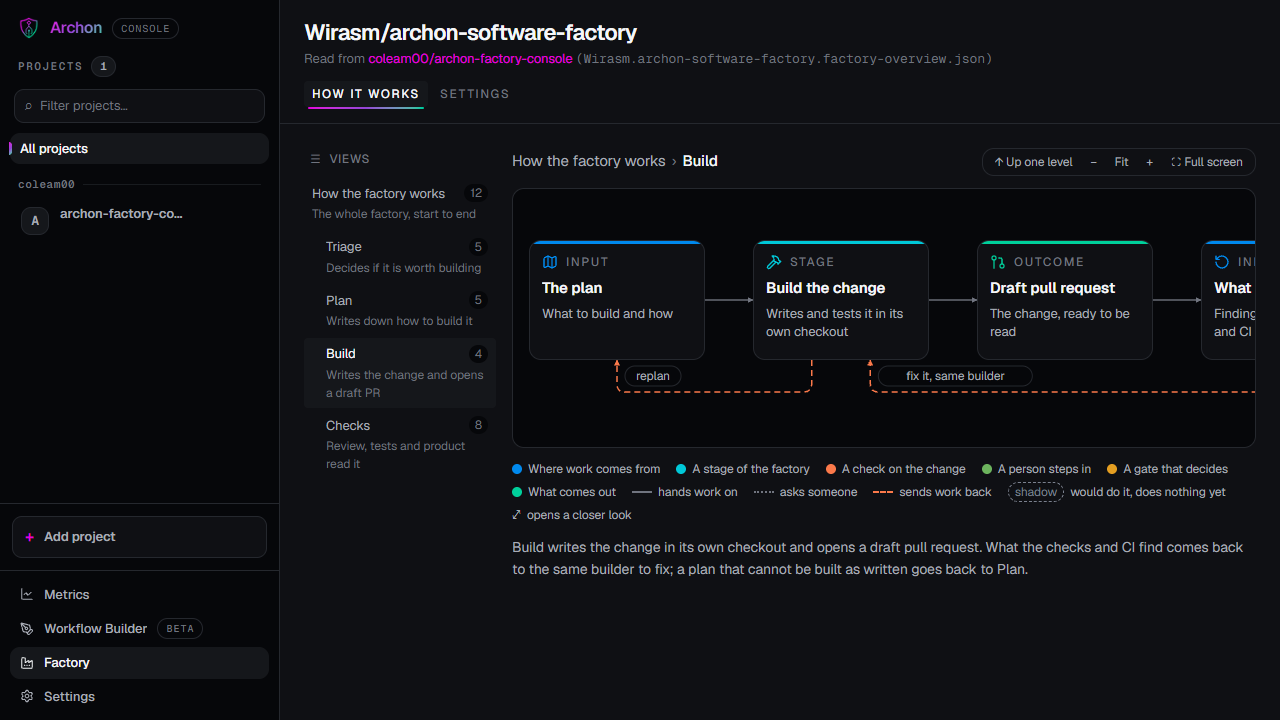 Archon CONSOLE
PROJECTS 1
Filter projects...
All projects
coleam00
A archon-factory-co...
+ Add project
Metrics
Workflow Builder BETA
Factory
Settings
Wirasm/archon-software-factory
Read from coleam00/archon-factory-console (Wirasm.archon-software-factory.factory-overview.json)
HOW IT WORKS SETTINGS
VIEWS
How the factory works 12
The whole factory, start to end
Triage 5
Decides if it is worth building
Plan 5
Writes down how to build it
Build 4
Writes the change and opens
a draft PR
Checks 8
Review, tests and product
read it
How the factory works › Build
↑ Up one level − Fit + Full screen
INPUT
The plan
What to build and how
STAGE
Build the change
Writes and tests it in its
own checkout
OUTCOME
Draft pull request
The change, ready to be
read
IN
What
Finding
and CI
replan
fix it, same builder
Where work comes from A stage of the factory A check on the change A person steps in A gate that decides
What comes out hands work on asks someone sends work back shadow would do it, does nothing yet
⤢ opens a closer look
Build writes the change in its own checkout and opens a draft pull request. What the checks and CI find comes back
to the same builder to fix; a plan that cannot be built as written goes back to Plan.